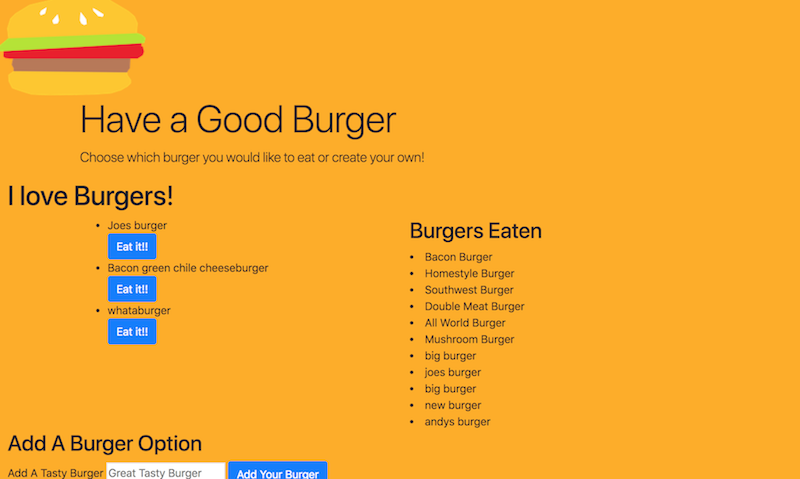 Have a Good Burger
Choose which burger you would like to eat or create your own!
I love Burgers!
Joes burger
Eat it!!
Bacon green chile cheeseburger
Eat it!!
whataburger
Eat it!!
Burgers Eaten
Bacon Burger
Homestyle Burger
Southwest Burger
Double Meat Burger
All World Burger
Mushroom Burger
big burger
joes burger
big burger
new burger
andys burger
Add A Burger Option
Add A Tasty Burger Great Tasty Burger Add Your Burger